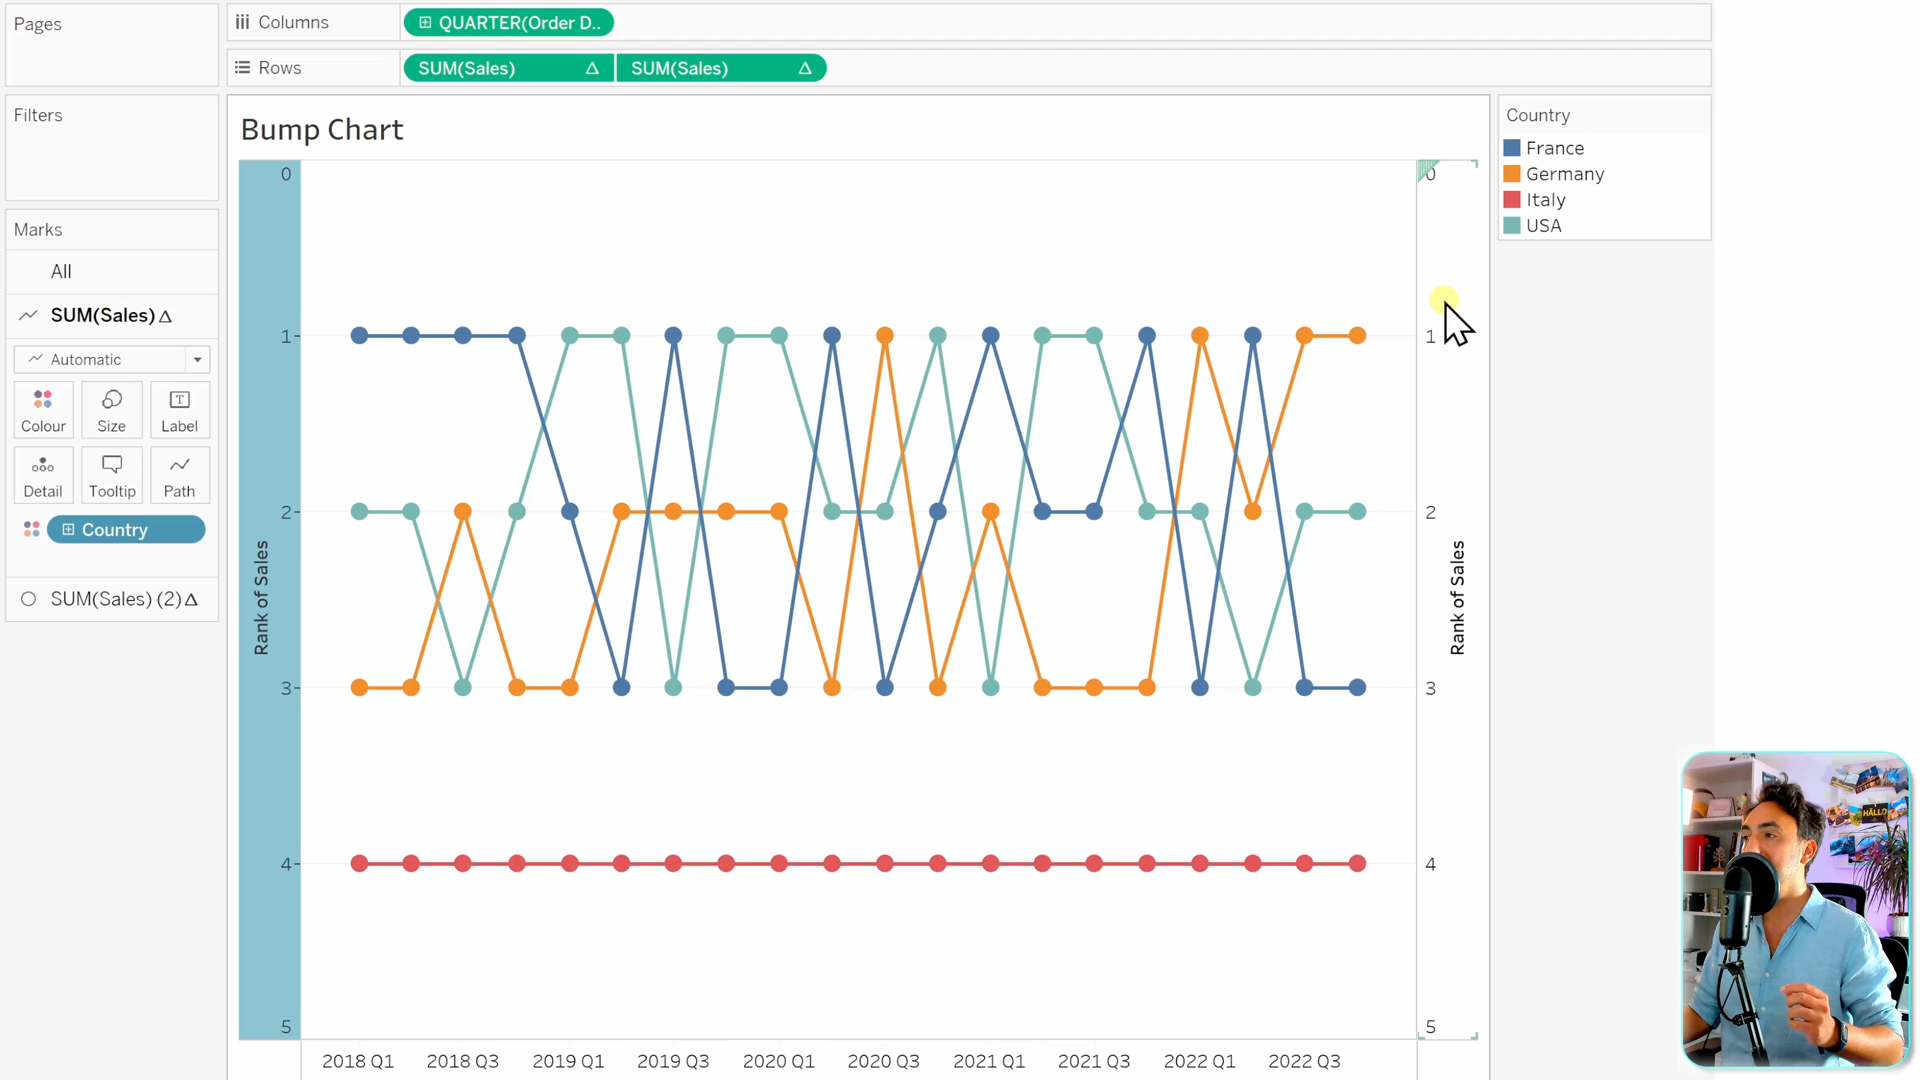 Pages
Columns
QUARTER(Order D..
Rows
SUM(Sales) Δ
SUM(Sales) Δ
Filters
Marks
All
SUM(Sales) Δ
Automatic
Colour
Size
Label
Detail
Tooltip
Path
Country
SUM(Sales) (2) Δ
Bump Chart
0
1
2
3
4
5
Rank of Sales
0
1
2
3
4
5
Rank of Sales
2018 Q1
2018 Q3
2019 Q1
2019 Q3
2020 Q1
2020 Q3
2021 Q1
2021 Q3
2022 Q1
2022 Q3
Country
France
Germany
Italy
USA
HALLO